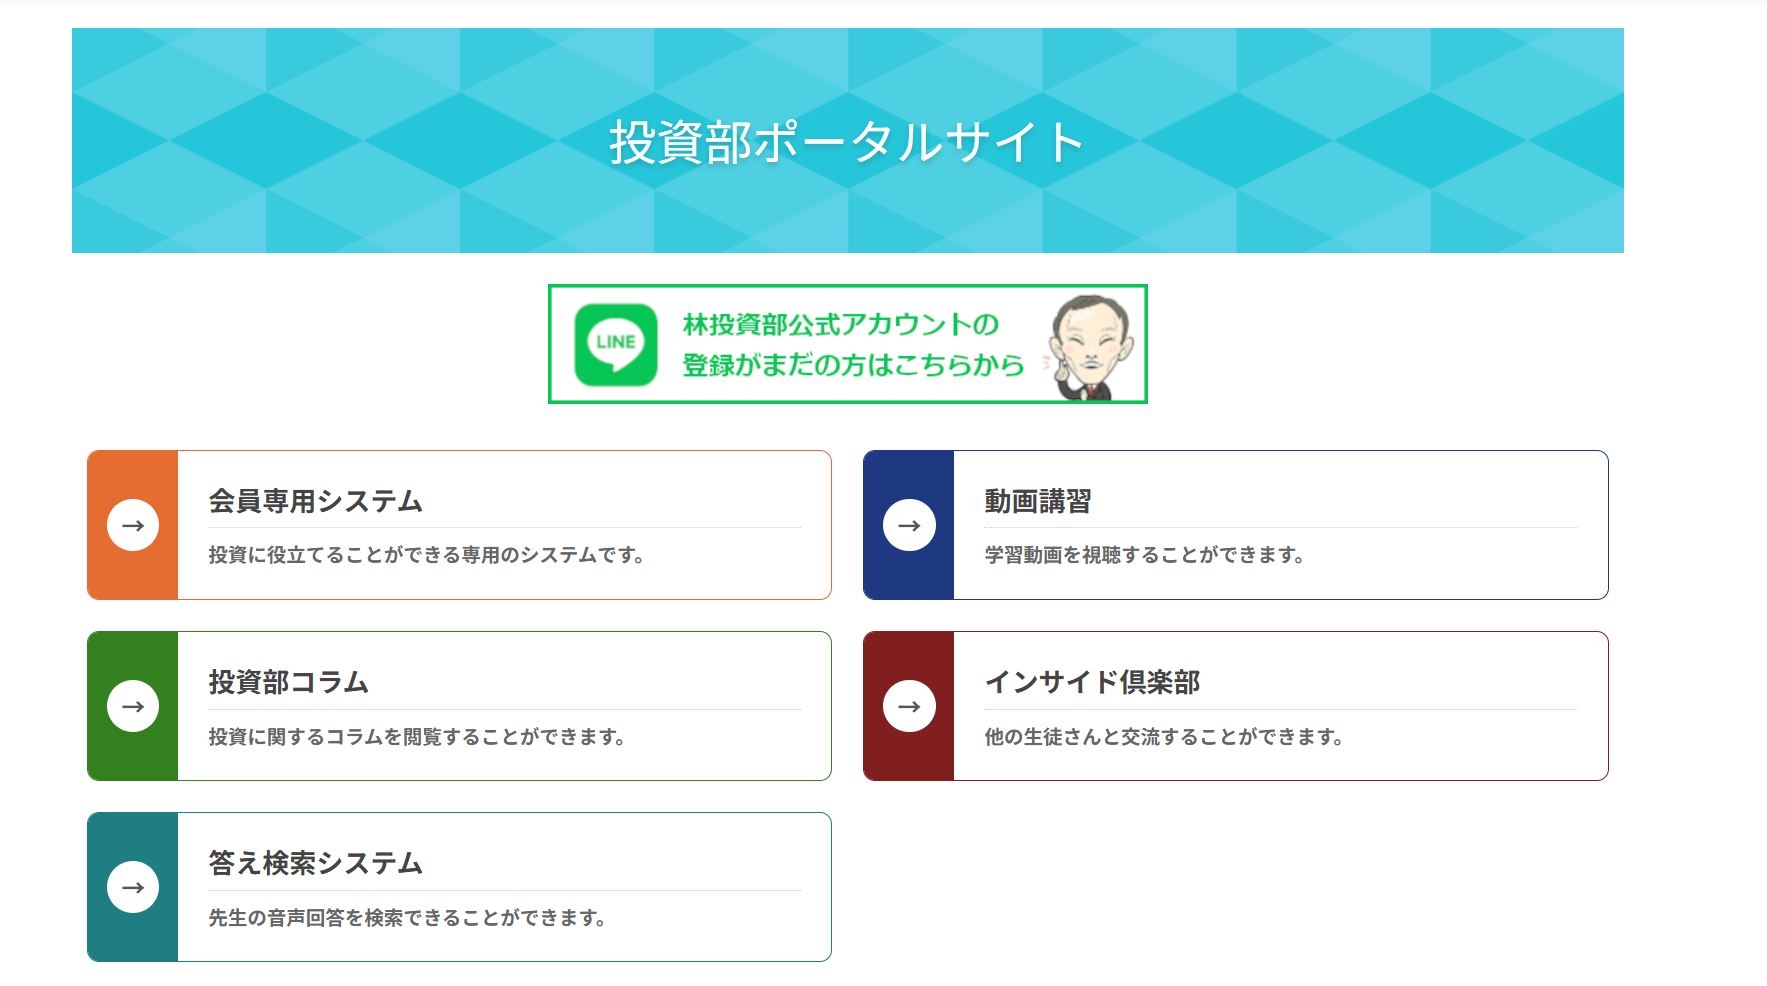 投資部ポータルサイト
LINE
林投資部公式アカウントの
登録がまだの方はこちらから
会員専用システム
投資に役立てることができる専用のシステムです。
動画講習
学習動画を視聴することができます。
投資部コラム
投資に関するコラムを閲覧することができます。
インサイド倶楽部
他の生徒さんと交流することができます。
答え検索システム
先生の音声回答を検索できることができます。